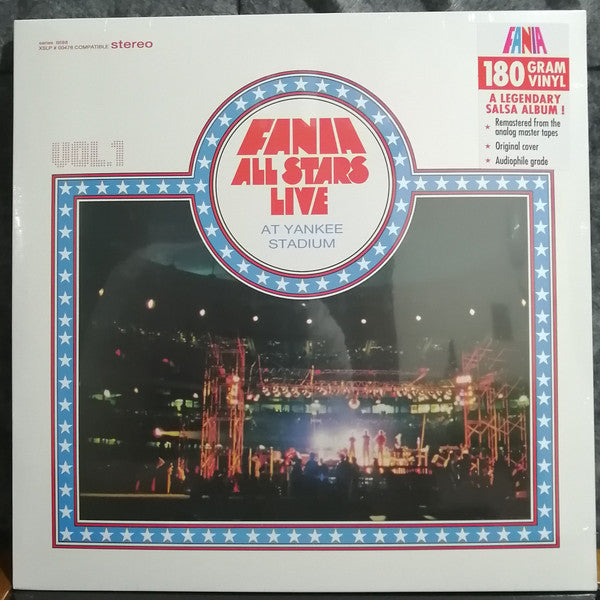 series 0098
XSLP # 00476 COMPATIBLE stereo
VOL.1
FANIA
ALL STARS
LIVE
AT YANKEE
STADIUM
FANIA
180 GRAM
VINYL
A LEGENDARY
SALSA ALBUM !
★ Remastered from the
analog master tapes
★ Original cover
★ Audiophile grade